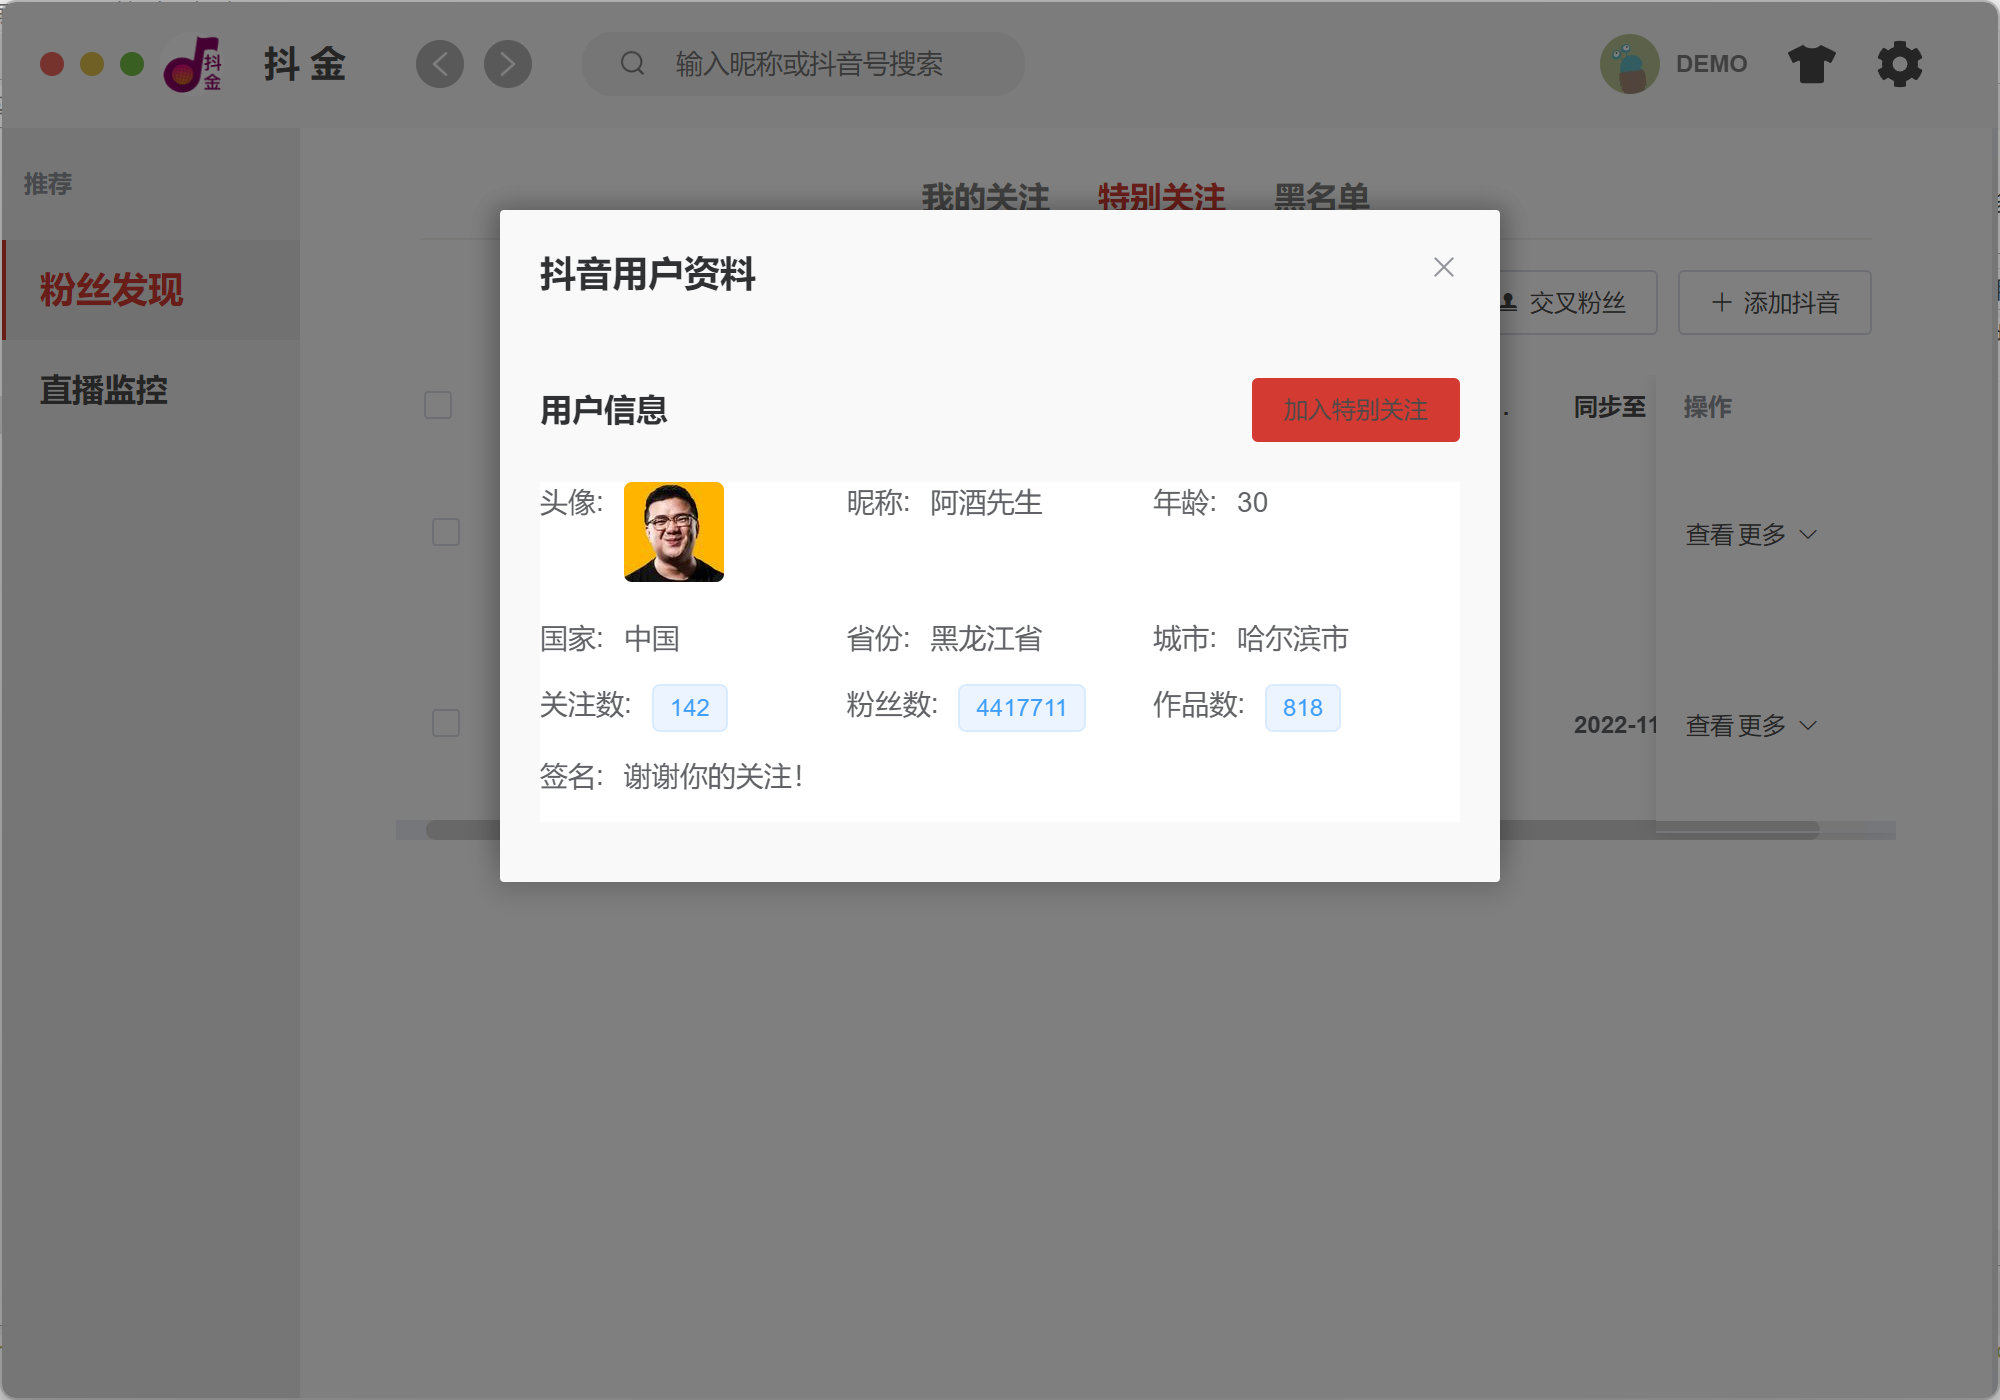 抖金
抖 金
输入昵称或抖音号搜索
DEMO
推荐
粉丝发现
直播监控
我的关注 特别关注 黑名单
交叉粉丝 添加抖音
同步至 操作
查看 更多
2022-11 查看 更多
抖音用户资料
用户信息 加入特别关注
头像: 昵称: 阿酒先生 年龄: 30
国家: 中国 省份: 黑龙江省 城市: 哈尔滨市
关注数: 142 粉丝数: 4417711 作品数: 818
签名: 谢谢你的关注！